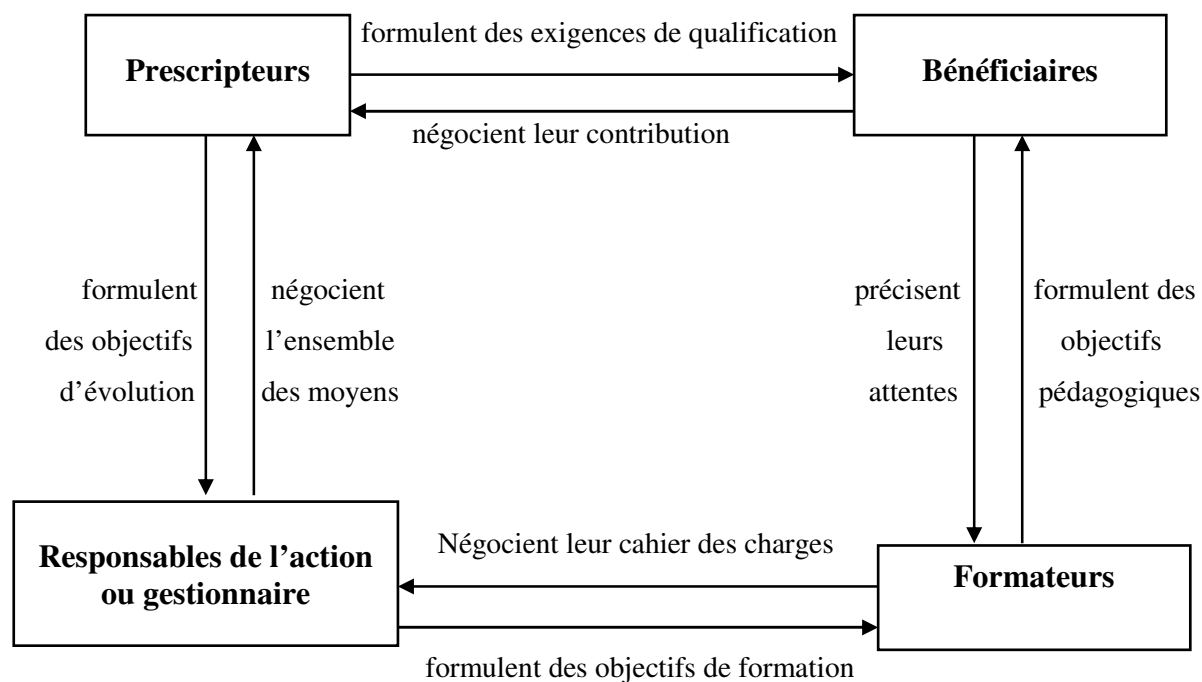 formulent des exigences de qualification
Prescripteurs
Bénéficiaires
négocient leur contribution
formulent
des objectifs
d’évolution
négocient
l’ensemble
des moyens
précisent
leurs
attentes
formulent des
objectifs
pédagogiques
Responsables de l’action
ou gestionnaire
Négocient leur cahier des charges
Formateurs
formulent des objectifs de formation